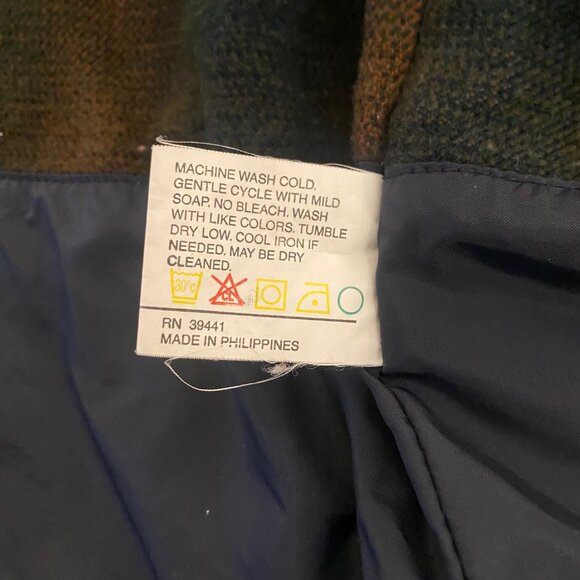 MACHINE WASH COLD.
GENTLE CYCLE WITH MILD
SOAP. NO BLEACH. WASH
WITH LIKE COLORS. TUMBLE
DRY LOW. COOL IRON IF
NEEDED. MAY BE DRY
CLEANED.
30°C CL
RN 39441
MADE IN PHILIPPINES